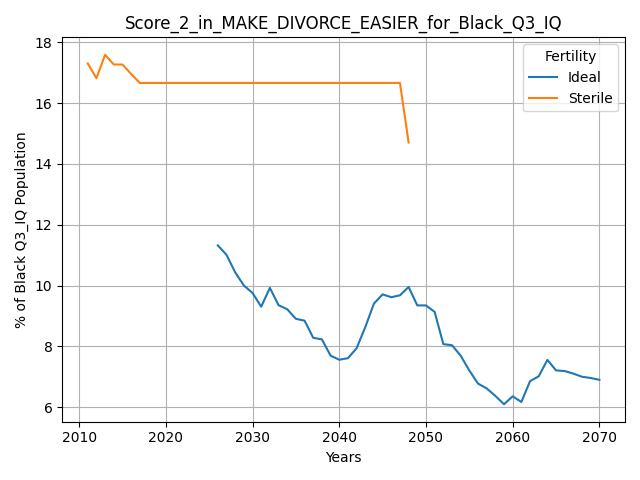 Score_2_in_MAKE_DIVORCE_EASIER_for_Black_Q3_IQ
% of Black Q3_IQ Population
18
16
14
12
10
8
6
Fertility
Ideal
Sterile
2010 2020 2030 2040 2050 2060 2070
Years